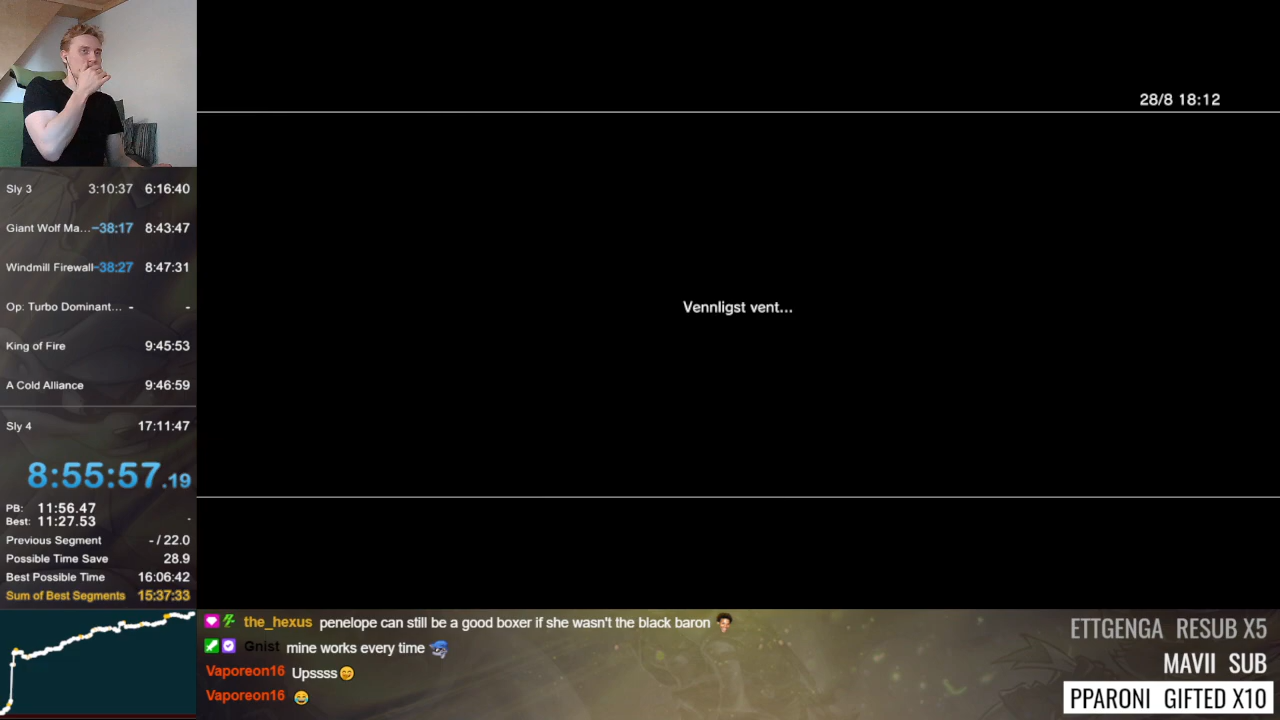 28/8 18:12
Vennligst vent...
Sly 3 3:10:37 6:16:40
Giant Wolf Ma... -38:17 8:43:47
Windmill Firewall -38:27 8:47:31
Op: Turbo Dominant... - -
King of Fire 9:45:53
A Cold Alliance 9:46:59
Sly 4 17:11:47
8:55:57.19
PB: 11:56.47
Best: 11:27.53 -
Previous Segment - / 22.0
Possible Time Save 28.9
Best Possible Time 16:06:42
Sum of Best Segments 15:37:33
the_hexus penelope can still be a good boxer if she wasn't the black baron
Gnist mine works every time
Vaporeon16 Upssss
Vaporeon16
ETTGENGA RESUB X5
MAVII SUB
PPARONI GIFTED X10